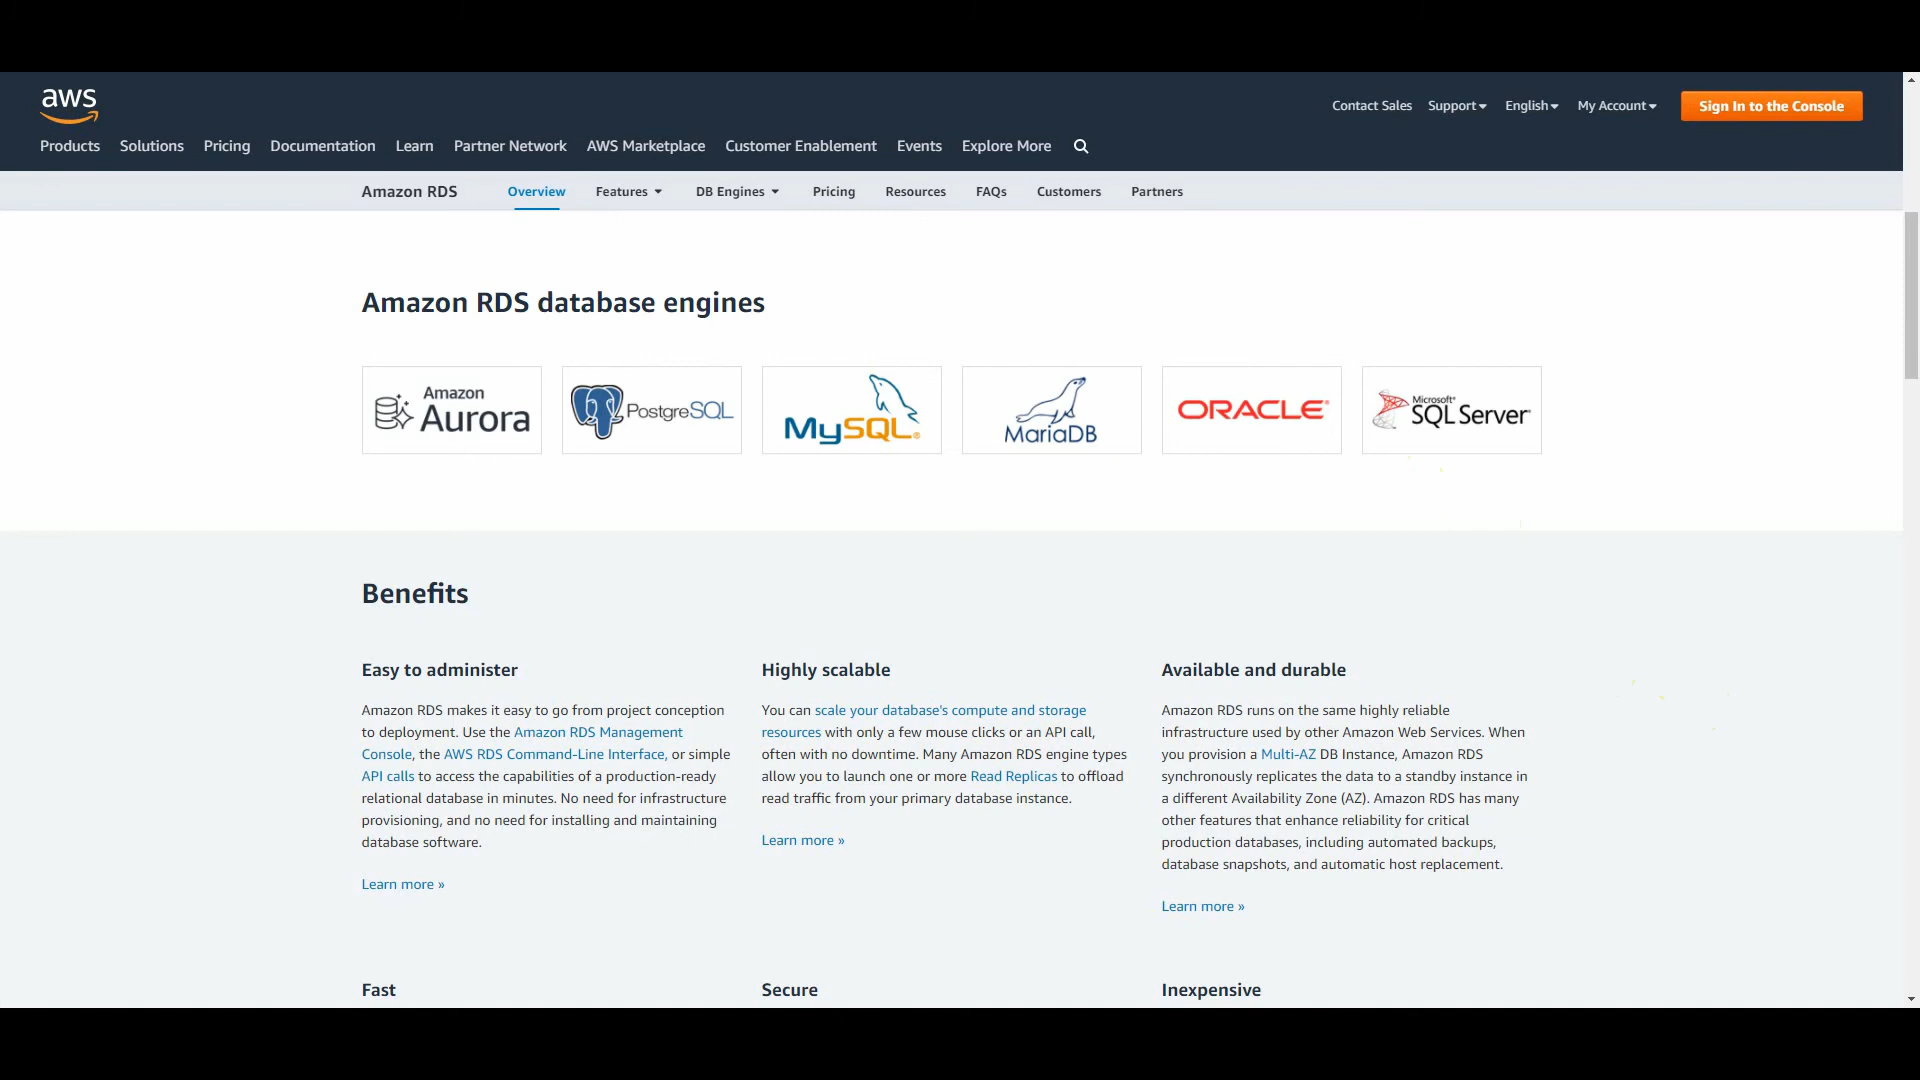 aws
Contact Sales Support English My Account Sign In to the Console
Products Solutions Pricing Documentation Learn Partner Network AWS Marketplace Customer Enablement Events Explore More
Amazon RDS Overview Features DB Engines Pricing Resources FAQs Customers Partners
Amazon RDS database engines
Amazon
Aurora
PostgreSQL
MySQL®
MariaDB
ORACLE®
Microsoft®
SQL Server®
Benefits
Easy to administer
Amazon RDS makes it easy to go from project conception
to deployment. Use the Amazon RDS Management
Console, the AWS RDS Command-Line Interface, or simple
API calls to access the capabilities of a production-ready
relational database in minutes. No need for infrastructure
provisioning, and no need for installing and maintaining
database software.
Learn more »
Highly scalable
You can scale your database's compute and storage
resources with only a few mouse clicks or an API call,
often with no downtime. Many Amazon RDS engine types
allow you to launch one or more Read Replicas to offload
read traffic from your primary database instance.
Learn more »
Available and durable
Amazon RDS runs on the same highly reliable
infrastructure used by other Amazon Web Services. When
you provision a Multi-AZ DB Instance, Amazon RDS
synchronously replicates the data to a standby instance in
a different Availability Zone (AZ). Amazon RDS has many
other features that enhance reliability for critical
production databases, including automated backups,
database snapshots, and automatic host replacement.
Learn more »
Fast
Secure
Inexpensive